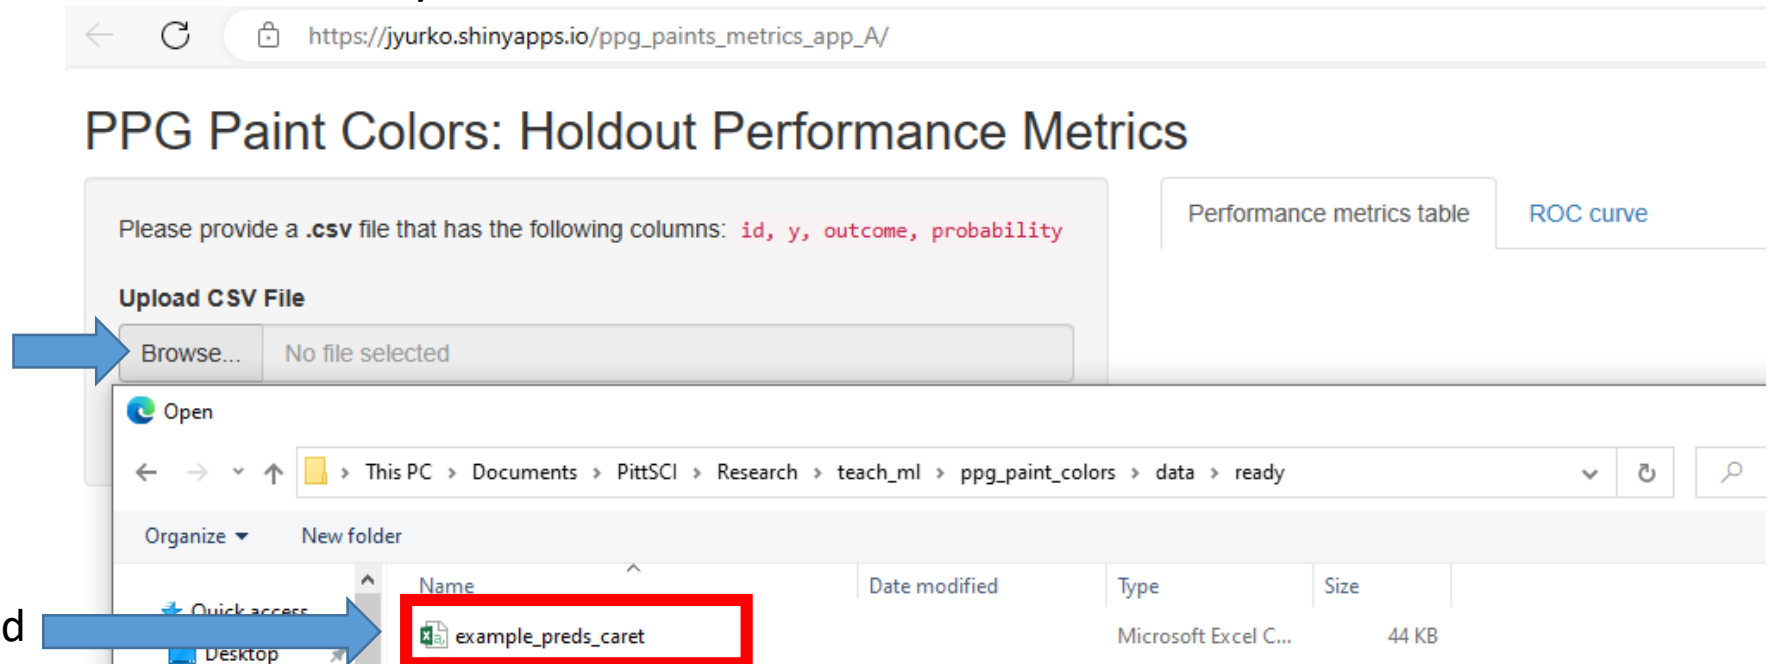 https://jyurko.shinyapps.io/ppg_paints_metrics_app_A/
PPG Paint Colors: Holdout Performance Metrics
Please provide a .csv file that has the following columns: id, y, outcome, probability
Performance metrics table ROC curve
Upload CSV File
Browse... No file selected
Open
This PC > Documents > PittSCI > Research > teach_ml > ppg_paint_colors > data > ready
Organize New folder
Name Date modified Type Size
Quick access
d example_preds_caret Microsoft Excel C... 44 KB
Desktop